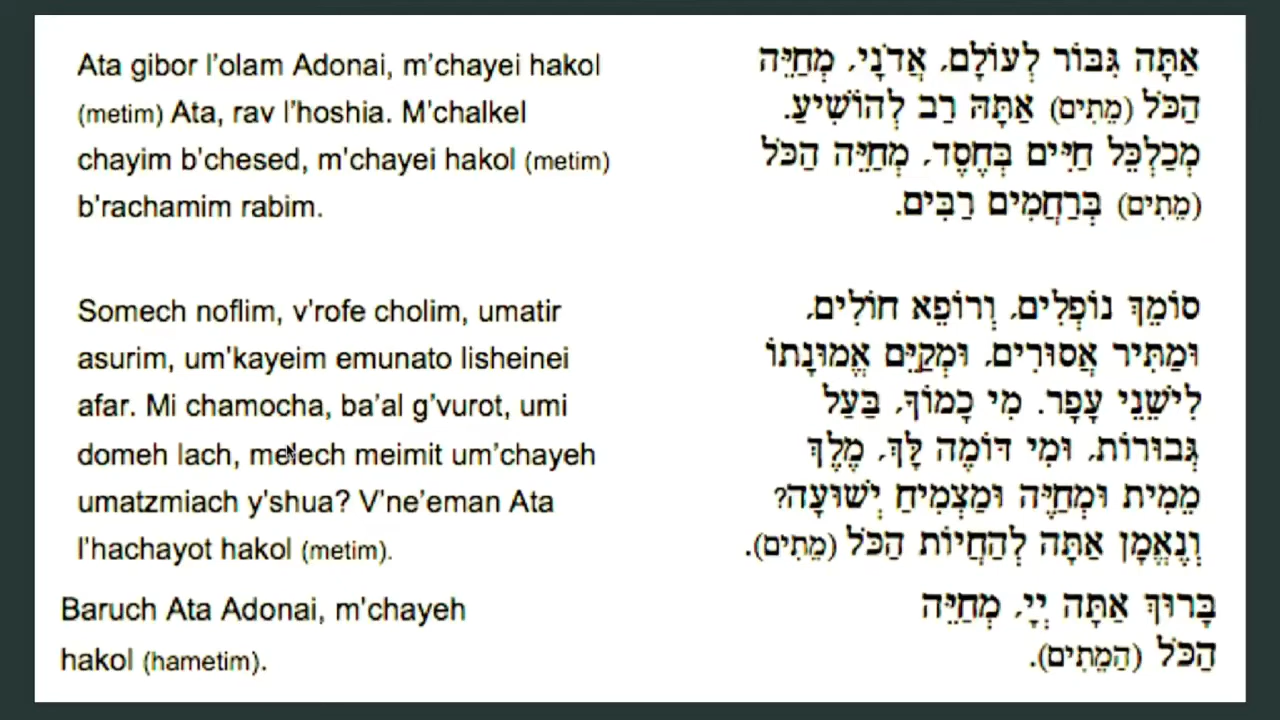 Ata gibor l’olam Adonai, m’chayei hakol
(metim) Ata, rav l’hoshia. M’chalkel
chayim b’chesed, m’chayei hakol (metim)
b’rachamim rabim.
Somech noflim, v’rofe cholim, umatir
asurim, um’kayeim emunato lisheinei
afar. Mi chamocha, ba’al g’vurot, umi
domeh lach, melech meimit um’chayeh
umatzmiach y’shua? V’ne’eman Ata
l’hachayot hakol (metim).
Baruch Ata Adonai, m’chayeh
hakol (hametim).
אַתָּה גִּבּוֹר לְעוֹלָם, אֲדֹנָי, מְחַיֵּה
הַכֹּל (מֵתִים) אַתָּה רַב לְהוֹשִׁיעַ.
מְכַלְכֵּל חַיִּים בְּחֶסֶד, מְחַיֵּה הַכֹּל
(מֵתִים) בְּרַחֲמִים רַבִּים.
סוֹמֵךְ נוֹפְלִים, וְרוֹפֵא חוֹלִים,
וּמַתִּיר אֲסוּרִים, וּמְקַיֵּם אֱמוּנָתוֹ
לִישֵׁנֵי עָפָר. מִי כָמוֹךָ, בַּעַל
גְּבוּרוֹת, וּמִי דּוֹמֶה לָּךְ, מֶלֶךְ
מֵמִית וּמְחַיֶּה וּמַצְמִיחַ יְשׁוּעָה?
וְנֶאֱמָן אַתָּה לְהַחֲיוֹת הַכֹּל (מֵתִים).
בָּרוּךְ אַתָּה יְיָ, מְחַיֵּה
הַכֹּל (הַמֵּתִים).